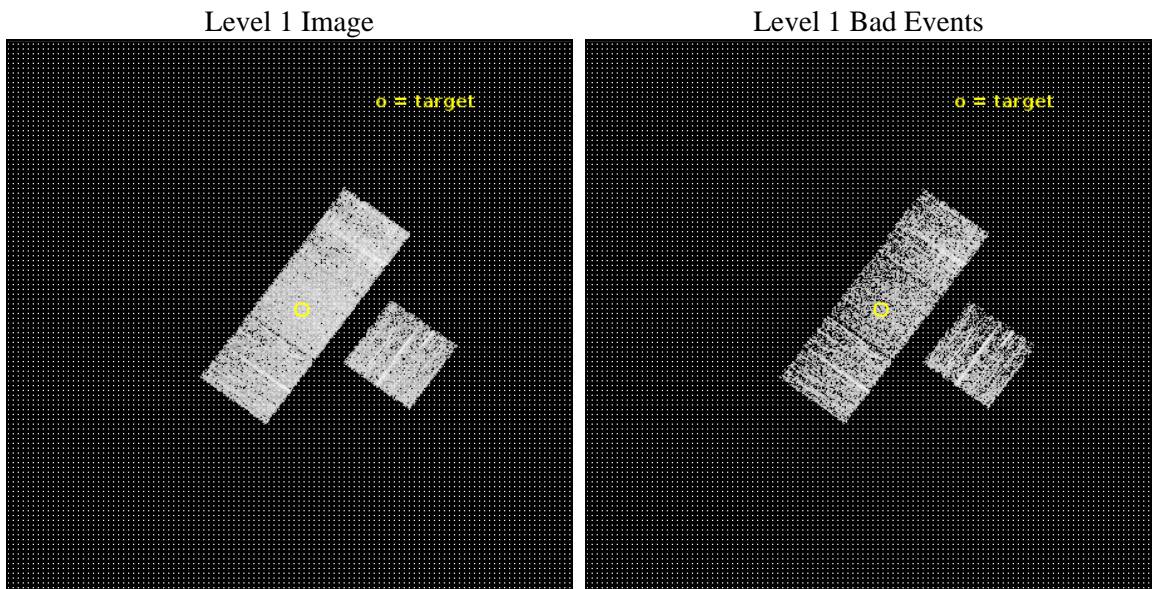 Level 1 Image
Level 1 Bad Events
o = target
o = target